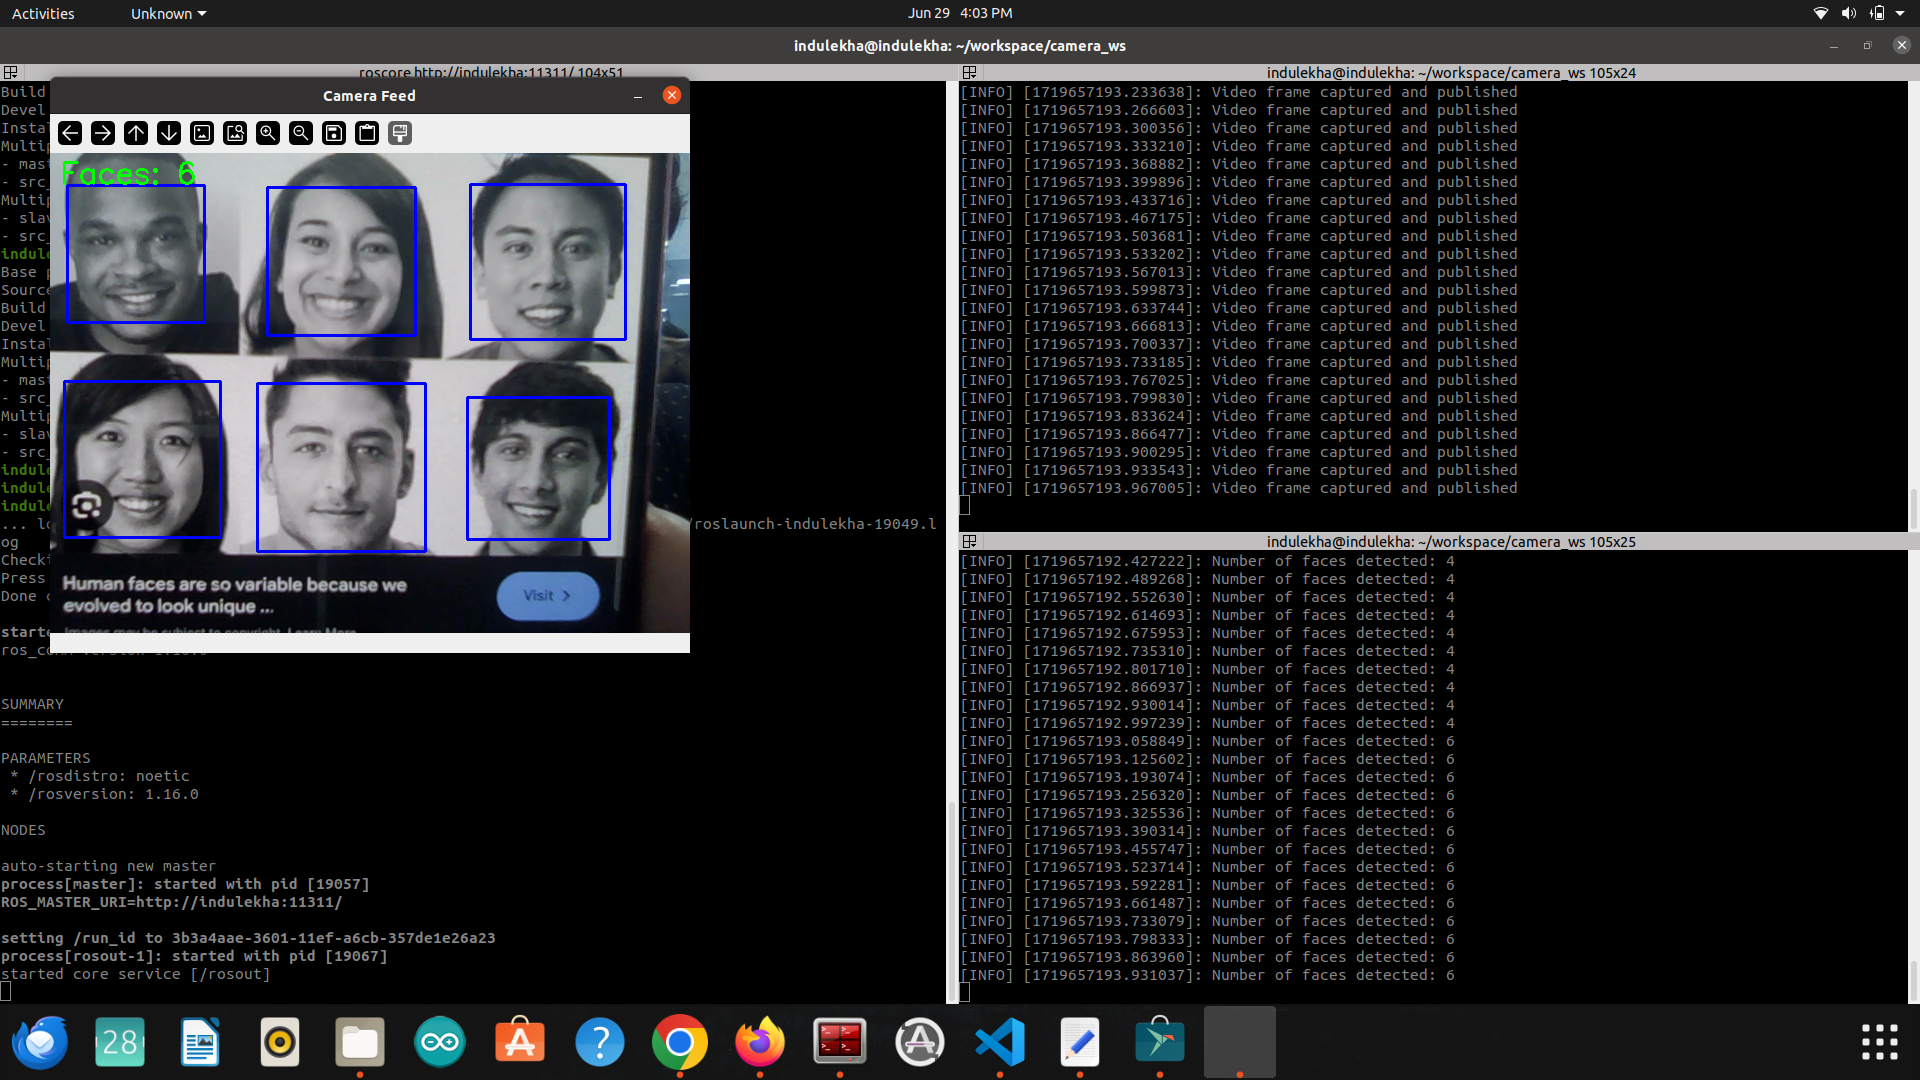 Activities
Unknown
Jun 29 4:03 PM
indulekha@indulekha: ~/workspace/camera_ws
roscore http://indulekha:11311/ 104x51
Build
Devel
Instal
Multip
- mast
- src_
Multip
- slav
- src_
indule
Base p
Source
Build
Devel
Instal
Multip
- mast
- src_
Multip
- slav
- src_
indule
indule
indule
... lo
/roslaunch-indulekha-19049.l
og
Checki
Press
Done c
starte
SUMMARY
========
PARAMETERS
* /rosdistro: noetic
* /rosversion: 1.16.0
NODES
auto-starting new master
process[master]: started with pid [19057]
ROS_MASTER_URI=http://indulekha:11311/
setting /run_id to 3b3a4aae-3601-11ef-a6cb-357de1e26a23
process[rosout-1]: started with pid [19067]
started core service [/rosout]
Camera Feed
Faces: 6
Human faces are so variable because we
evolved to look unique ...
Visit >
Images may be subject to copyright. Learn More
indulekha@indulekha: ~/workspace/camera_ws 105x24
[INFO] [1719657193.233638]: Video frame captured and published
[INFO] [1719657193.266603]: Video frame captured and published
[INFO] [1719657193.300356]: Video frame captured and published
[INFO] [1719657193.333210]: Video frame captured and published
[INFO] [1719657193.368882]: Video frame captured and published
[INFO] [1719657193.399896]: Video frame captured and published
[INFO] [1719657193.433716]: Video frame captured and published
[INFO] [1719657193.467175]: Video frame captured and published
[INFO] [1719657193.503681]: Video frame captured and published
[INFO] [1719657193.533202]: Video frame captured and published
[INFO] [1719657193.567013]: Video frame captured and published
[INFO] [1719657193.599873]: Video frame captured and published
[INFO] [1719657193.633744]: Video frame captured and published
[INFO] [1719657193.666813]: Video frame captured and published
[INFO] [1719657193.700337]: Video frame captured and published
[INFO] [1719657193.733185]: Video frame captured and published
[INFO] [1719657193.767025]: Video frame captured and published
[INFO] [1719657193.799830]: Video frame captured and published
[INFO] [1719657193.833624]: Video frame captured and published
[INFO] [1719657193.866477]: Video frame captured and published
[INFO] [1719657193.900295]: Video frame captured and published
[INFO] [1719657193.933543]: Video frame captured and published
[INFO] [1719657193.967005]: Video frame captured and published
indulekha@indulekha: ~/workspace/camera_ws 105x25
[INFO] [1719657192.427222]: Number of faces detected: 4
[INFO] [1719657192.489268]: Number of faces detected: 4
[INFO] [1719657192.552630]: Number of faces detected: 4
[INFO] [1719657192.614693]: Number of faces detected: 4
[INFO] [1719657192.675953]: Number of faces detected: 4
[INFO] [1719657192.735310]: Number of faces detected: 4
[INFO] [1719657192.801710]: Number of faces detected: 4
[INFO] [1719657192.866937]: Number of faces detected: 4
[INFO] [1719657192.930014]: Number of faces detected: 4
[INFO] [1719657192.997239]: Number of faces detected: 4
[INFO] [1719657193.058849]: Number of faces detected: 6
[INFO] [1719657193.125602]: Number of faces detected: 6
[INFO] [1719657193.193074]: Number of faces detected: 6
[INFO] [1719657193.256320]: Number of faces detected: 6
[INFO] [1719657193.325536]: Number of faces detected: 6
[INFO] [1719657193.390314]: Number of faces detected: 6
[INFO] [1719657193.455747]: Number of faces detected: 6
[INFO] [1719657193.523714]: Number of faces detected: 6
[INFO] [1719657193.592281]: Number of faces detected: 6
[INFO] [1719657193.661487]: Number of faces detected: 6
[INFO] [1719657193.733079]: Number of faces detected: 6
[INFO] [1719657193.798333]: Number of faces detected: 6
[INFO] [1719657193.863960]: Number of faces detected: 6
[INFO] [1719657193.931037]: Number of faces detected: 6
28